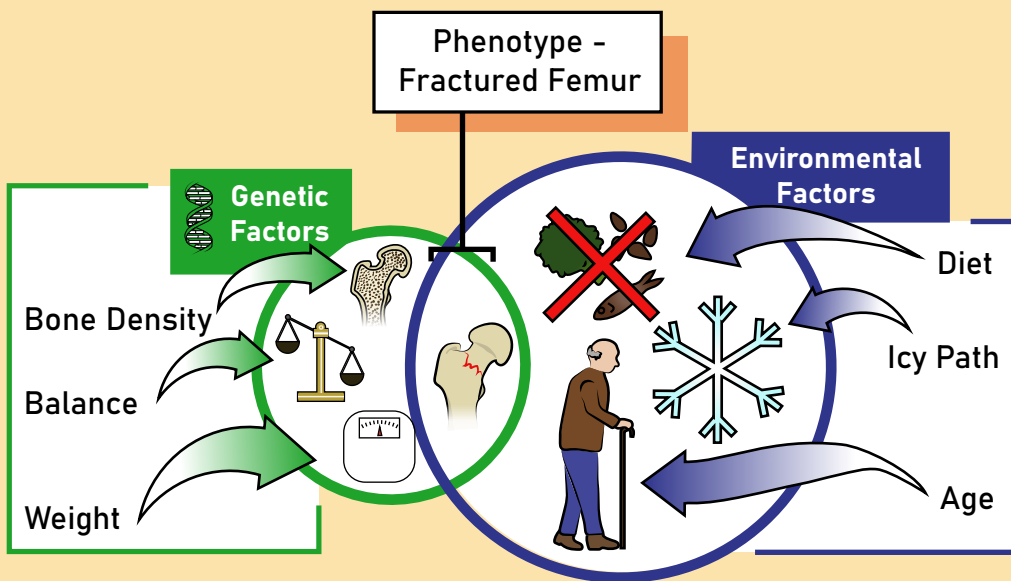 Phenotype -
Fractured Femur
Genetic
Factors
Environmental
Factors
Bone Density
Balance
Weight
Diet
Icy Path
Age